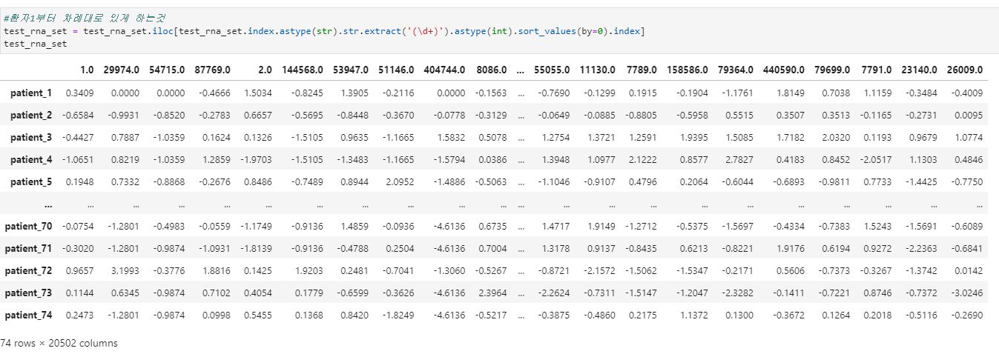 #환자1부터 차례대로 있게 하는것
test_rna_set = test_rna_set.iloc[test_rna_set.index.astype(str).str.extract('(\d+)').astype(int).sort_values(by=0).index]
test_rna_set
1.0 29974.0 54715.0 87769.0 2.0 144568.0 53947.0 51146.0 404744.0 8086.0 ... 55055.0 11130.0 7789.0 158586.0 79364.0 440590.0 79699.0 7791.0 23140.0 26009.0
patient_1 0.3409 0.0000 0.0000 -0.4666 1.5034 -0.8245 1.3905 -0.2116 0.0000 -0.1563 ... -0.7690 -0.1299 0.1915 -0.1904 -1.1761 1.8149 0.7038 1.1159 -0.3484 -0.4009
patient_2 -0.6584 -0.9931 -0.8520 -0.2783 0.6657 -0.5695 -0.8448 -0.3670 -0.0778 -0.3129 ... -0.0649 -0.0885 -0.8805 -0.5958 0.5515 0.3507 0.3513 -0.1165 -0.2731 0.0095
patient_3 -0.4427 0.7887 -1.0359 0.1624 0.1326 -1.5105 0.9635 -1.1665 1.5832 0.5078 ... 1.2754 1.3721 1.2591 1.9395 1.5085 1.7182 2.0320 0.1193 0.9679 1.0774
patient_4 -1.0651 0.8219 -1.0359 1.2859 -1.9703 -1.5105 -1.3483 -1.1665 -1.5794 0.0386 ... 1.3948 1.0977 2.1222 0.8577 2.7827 0.4183 0.8452 -2.0517 1.1303 0.4846
patient_5 0.1948 0.7332 -0.8868 -0.2676 0.8486 -0.7489 0.8944 2.0952 -1.4886 -0.5063 ... -1.1046 -0.9107 0.4796 0.2064 -0.6044 -0.6893 -0.9811 0.7733 -1.4425 -0.7750
... ... ... ... ... ... ... ... ... ... ... ... ... ... ... ... ... ... ... ... ... ...
patient_70 -0.0754 -1.2801 -0.4983 -0.0559 -1.1749 -0.9136 1.4859 -0.0936 -4.6136 0.6735 ... 1.4717 1.9149 -1.2712 -0.5375 -1.5697 -0.4334 -0.7383 1.5243 -1.5691 -0.6089
patient_71 -0.3020 -1.2801 -0.9874 -1.0931 -1.8139 -0.9136 -0.4788 0.2504 -4.6136 0.7004 ... 1.3178 0.9137 -0.8435 0.6213 -0.8221 1.9176 0.6194 0.9272 -2.2363 -0.6841
patient_72 0.9657 3.1993 -0.3776 1.8816 0.1425 1.9203 0.2481 -0.7041 -1.3060 -0.5267 ... -0.8721 -2.1572 -1.5062 -1.5347 -0.2171 0.5606 -0.7373 -0.3267 -1.3742 0.0142
patient_73 0.1144 0.6345 -0.9874 0.7102 0.4054 0.1779 -0.6599 -0.3626 -4.6136 2.3964 ... -2.2624 -0.7311 -1.5147 -1.2047 -2.3282 -0.1411 -0.7221 0.8746 -0.7372 -3.0246
patient_74 0.2473 -1.2801 -0.9874 0.0998 0.5455 0.1368 0.8420 -1.8249 -4.6136 -0.5217 ... -0.3875 -0.4860 0.2175 1.1372 0.1300 -0.3672 0.1264 0.2018 -0.5116 -0.2690
74 rows × 20502 columns